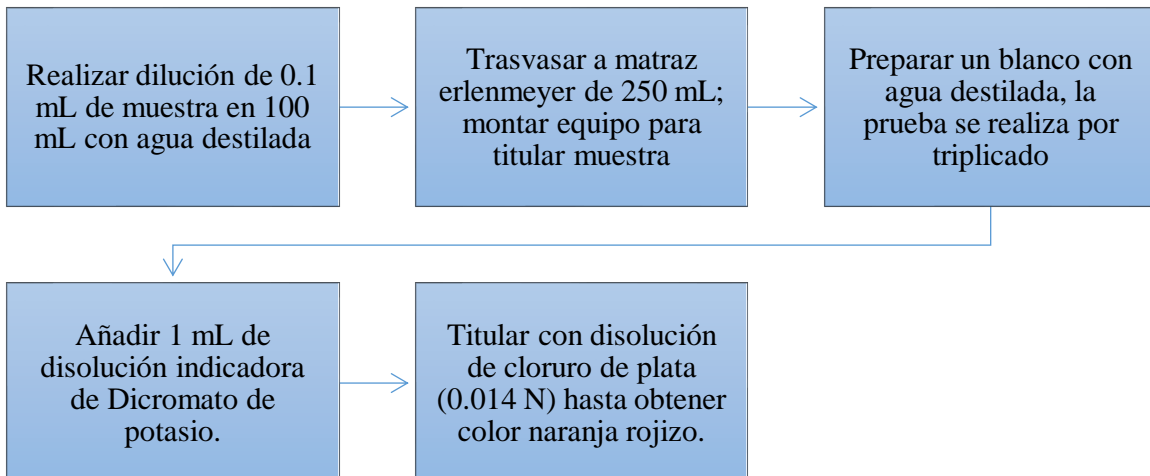 Realizar dilución de 0.1
mL de muestra en 100
mL con agua destilada
Trasvasar a matraz
erlenmeyer de 250 mL;
montar equipo para
titular muestra
Preparar un blanco con
agua destilada, la
prueba se realiza por
triplicado
Añadir 1 mL de
disolución indicadora
de Dicromato de
potasio.
Titular con disolución
de cloruro de plata
(0.014 N) hasta obtener
color naranja rojizo.